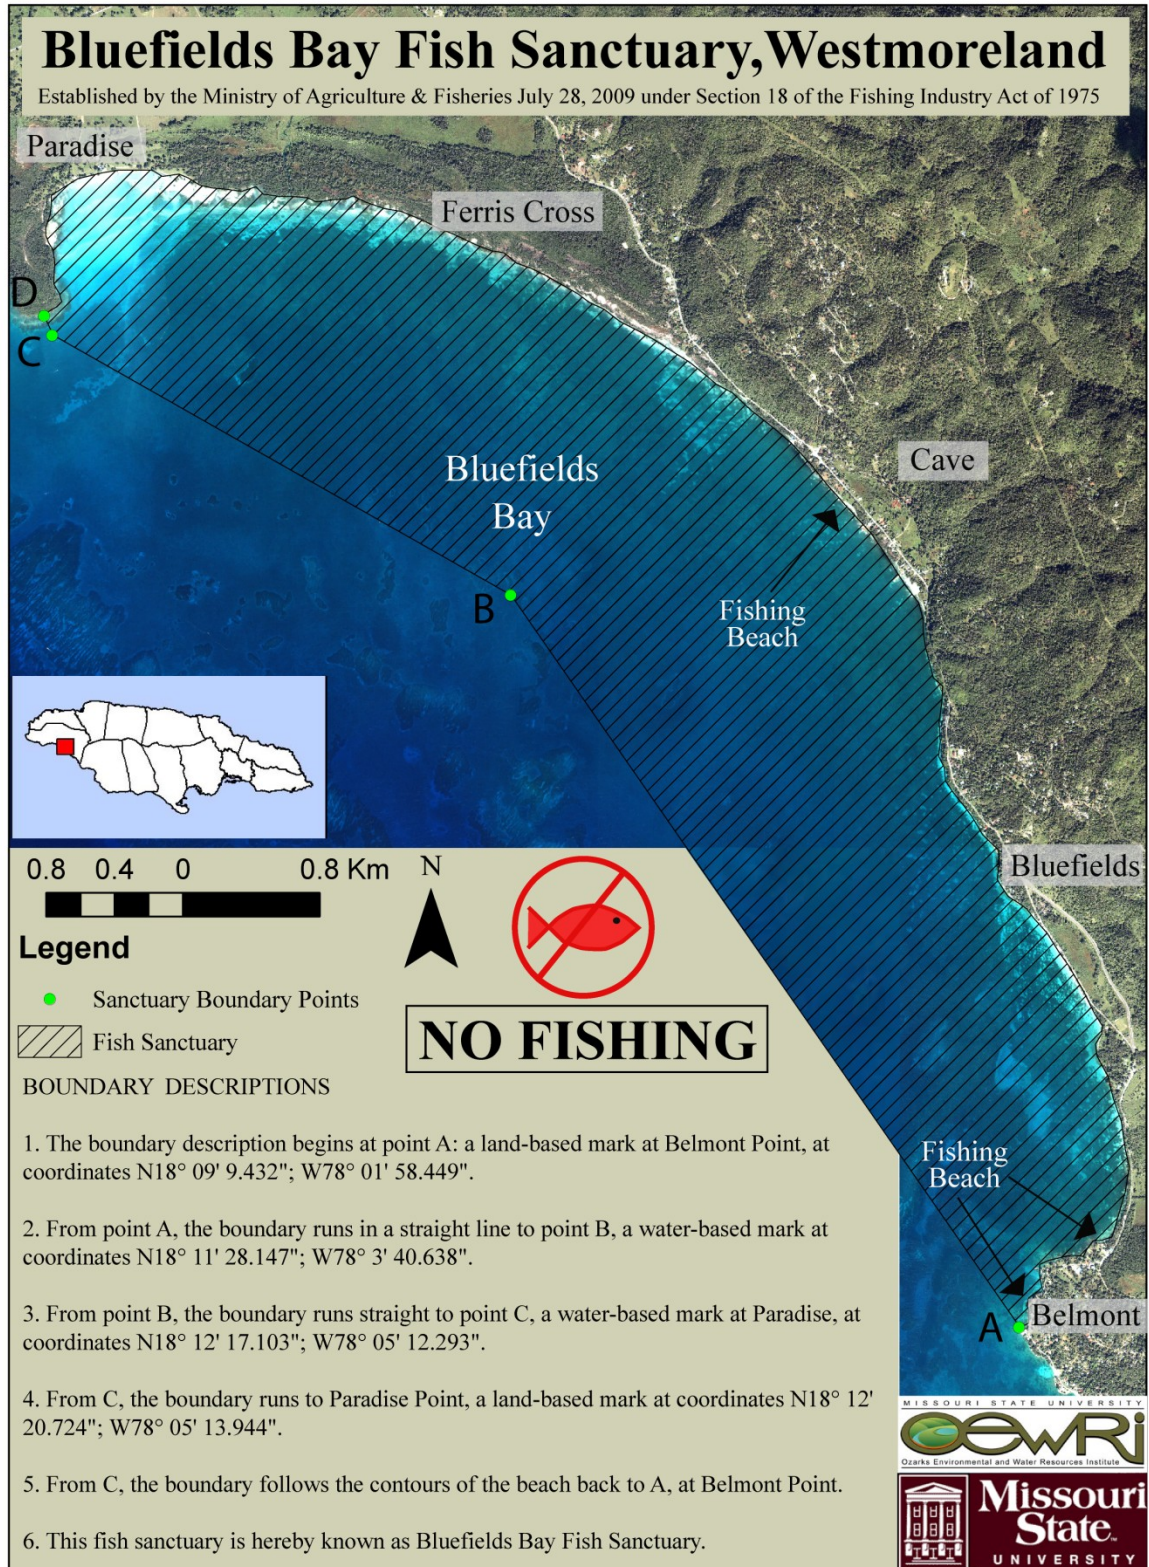 Bluefields Bay Fish Sanctuary,Westmoreland
Established by the Ministry of Agriculture & Fisheries July 28, 2009 under Section 18 of the Fishing Industry Act of 1975
Paradise
Ferris Cross
D
C
Cave
Bluefields
Bay
B
Fishing
Beach
Bluefields
0.8 0.4 0 0.8 Km
N
Legend
Sanctuary Boundary Points
Fish Sanctuary
NO FISHING
BOUNDARY DESCRIPTIONS
1. The boundary description begins at point A: a land-based mark at Belmont Point, at
coordinates N18° 09' 9.432"; W78° 01' 58.449".
2. From point A, the boundary runs in a straight line to point B, a water-based mark at
coordinates N18° 11' 28.147"; W78° 3' 40.638".
3. From point B, the boundary runs straight to point C, a water-based mark at Paradise, at
coordinates N18° 12' 17.103"; W78° 05' 12.293".
4. From C, the boundary runs to Paradise Point, a land-based mark at coordinates N18° 12'
20.724"; W78° 05' 13.944".
5. From C, the boundary follows the contours of the beach back to A, at Belmont Point.
6. This fish sanctuary is hereby known as Bluefields Bay Fish Sanctuary.
Fishing
Beach
A
Belmont
MISSOURI STATE UNIVERSITY
OEWRi
Ozarks Environmental and Water Resources Institute
Missouri
State™
UNIVERSITY